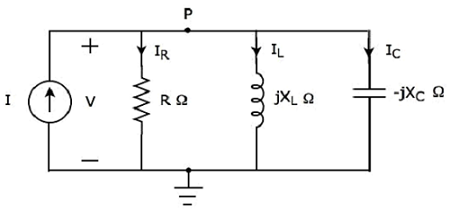 P
+
I_R
I_L
I_C
I
V
R Ω
jX_L Ω
-jX_C Ω
−